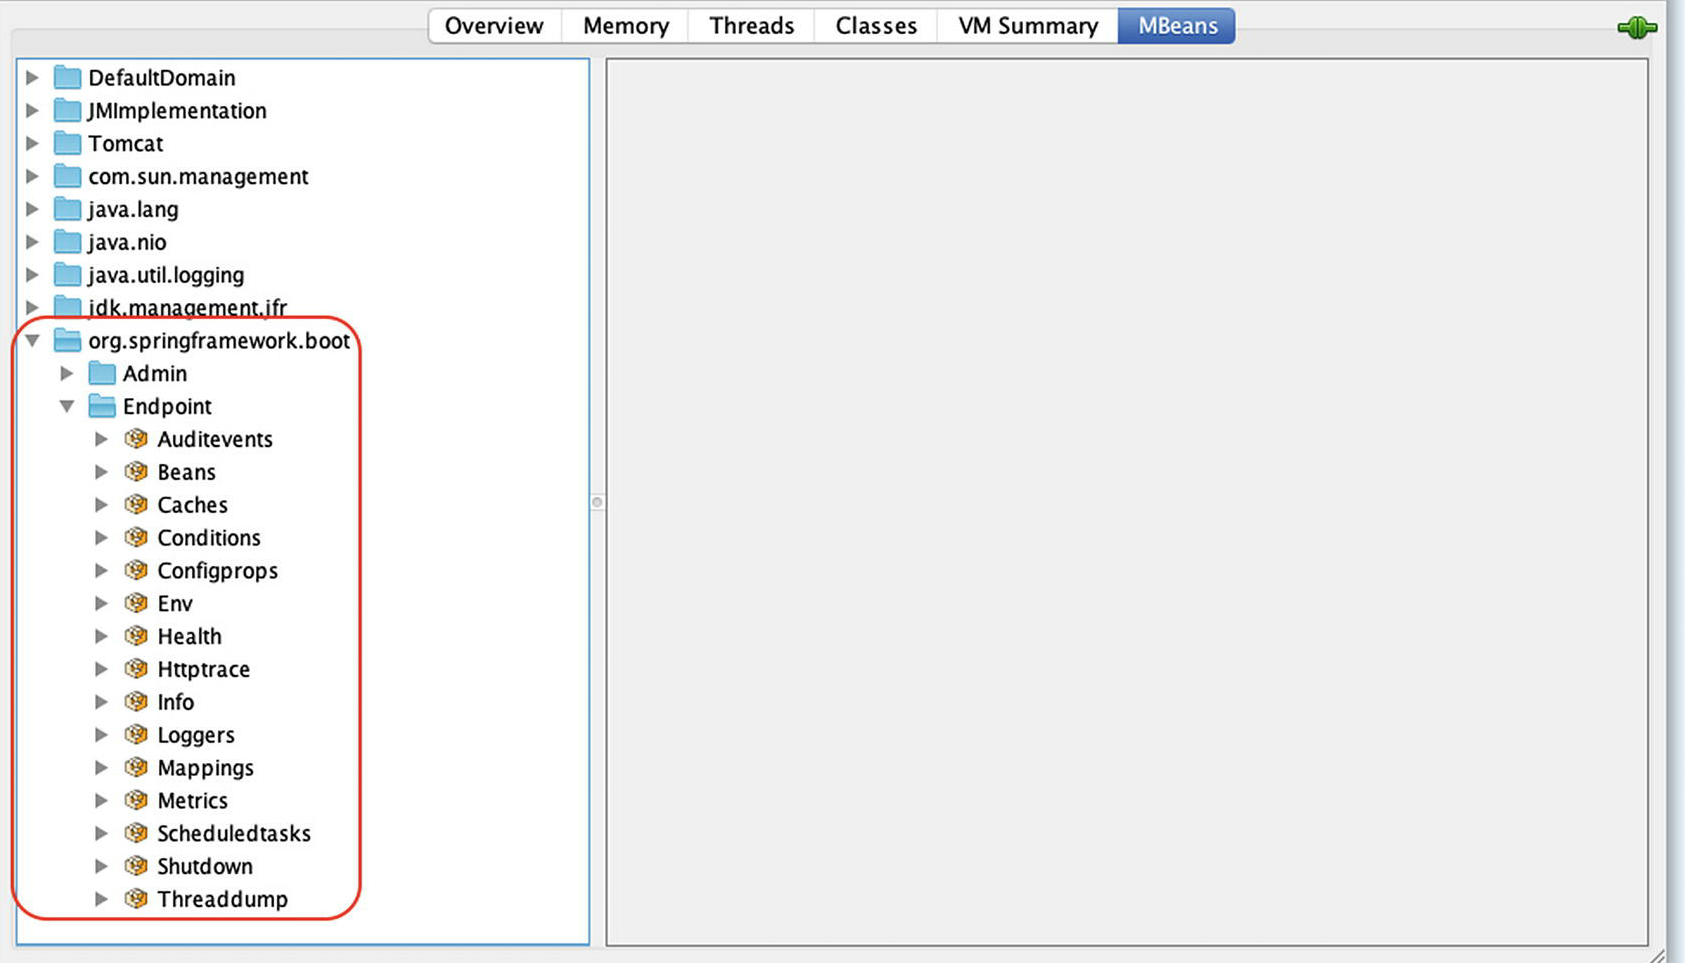 Overview Memory Threads Classes VM Summary MBeans
DefaultDomain
JMImplementation
Tomcat
com.sun.management
java.lang
java.nio
java.util.logging
jdk.management.jfr
org.springframework.boot
Admin
Endpoint
Auditevents
Beans
Caches
Conditions
Configprops
Env
Health
Httptrace
Info
Loggers
Mappings
Metrics
Scheduledtasks
Shutdown
Threaddump